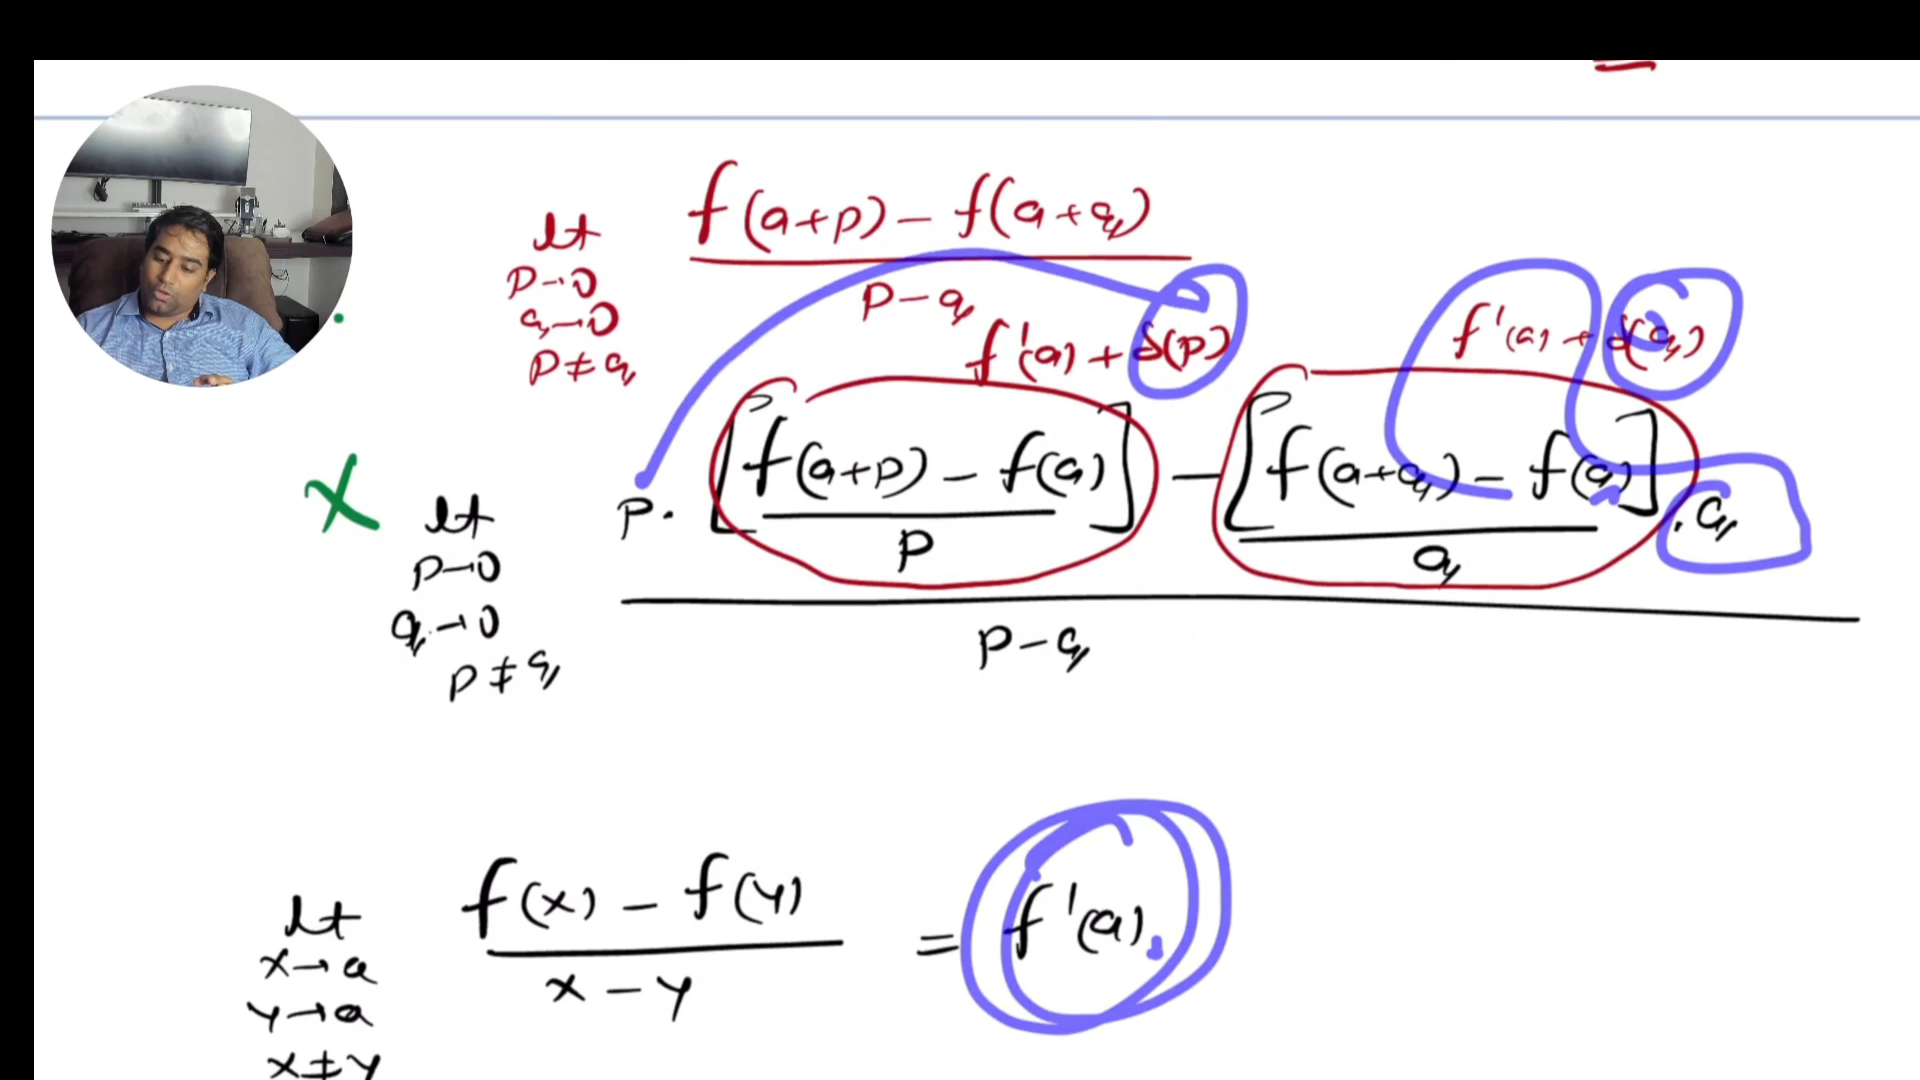 lt f(a+p) - f(a+q)
p→0
q→0 p-q
p≠q f'(a) + δ(p) f'(a) + δ(q)
lt p. [f(a+p) - f(a)] - [f(a+q) - f(a)] .q
p→0 p q
q→0
p≠q p-q
lt f(x) - f(y) = f'(a).
x→a x-y
y→a
x≠y